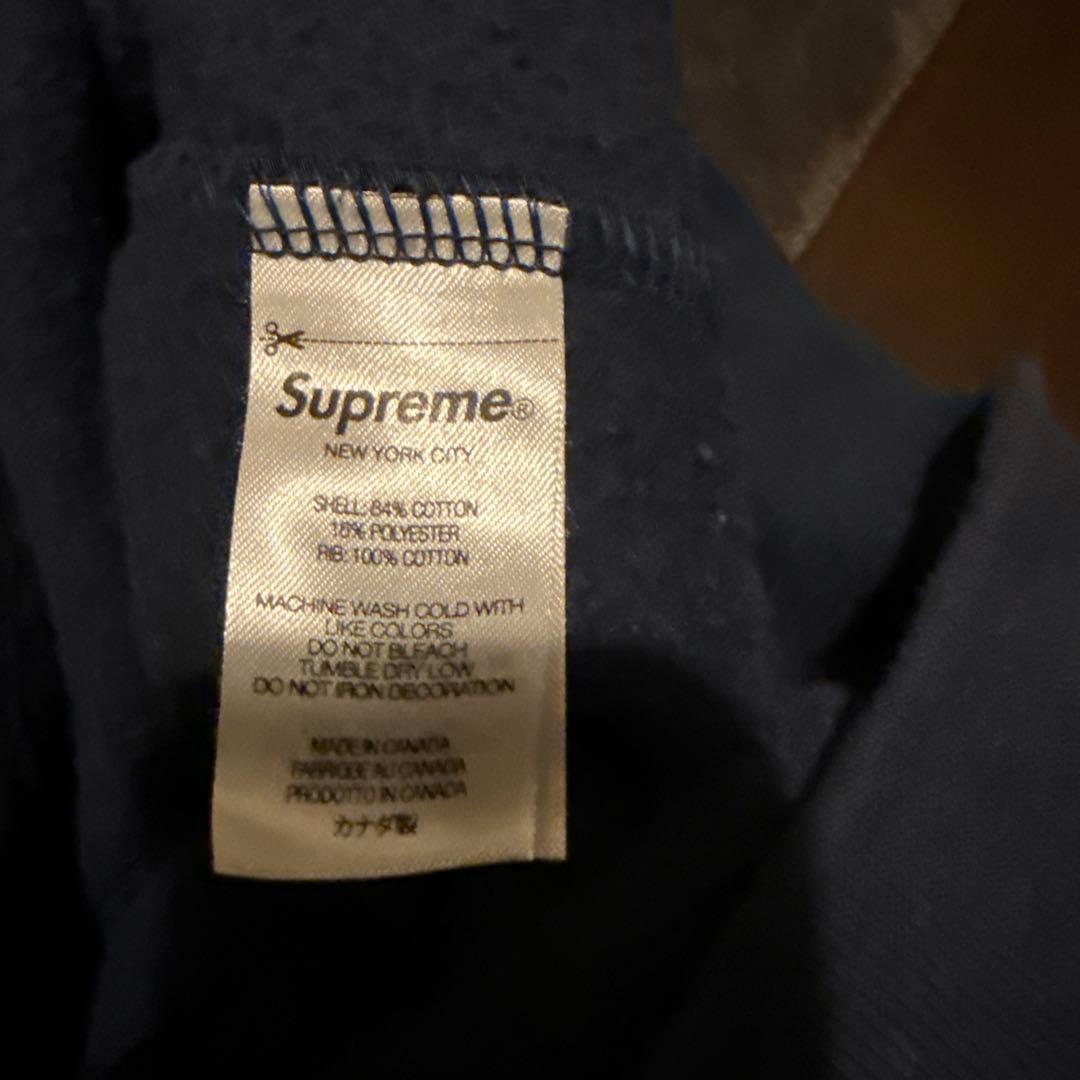 Supreme®
NEW YORK CITY
SHELL: 84% COTTON
16% POLYESTER
RIB: 100% COTTON
MACHINE WASH COLD WITH
LIKE COLORS
DO NOT BLEACH
TUMBLE DRY LOW
DO NOT IRON DECORATION
MADE IN CANADA
FABRIQUE AU CANADA
PRODOTTO IN CANADA
カナダ製